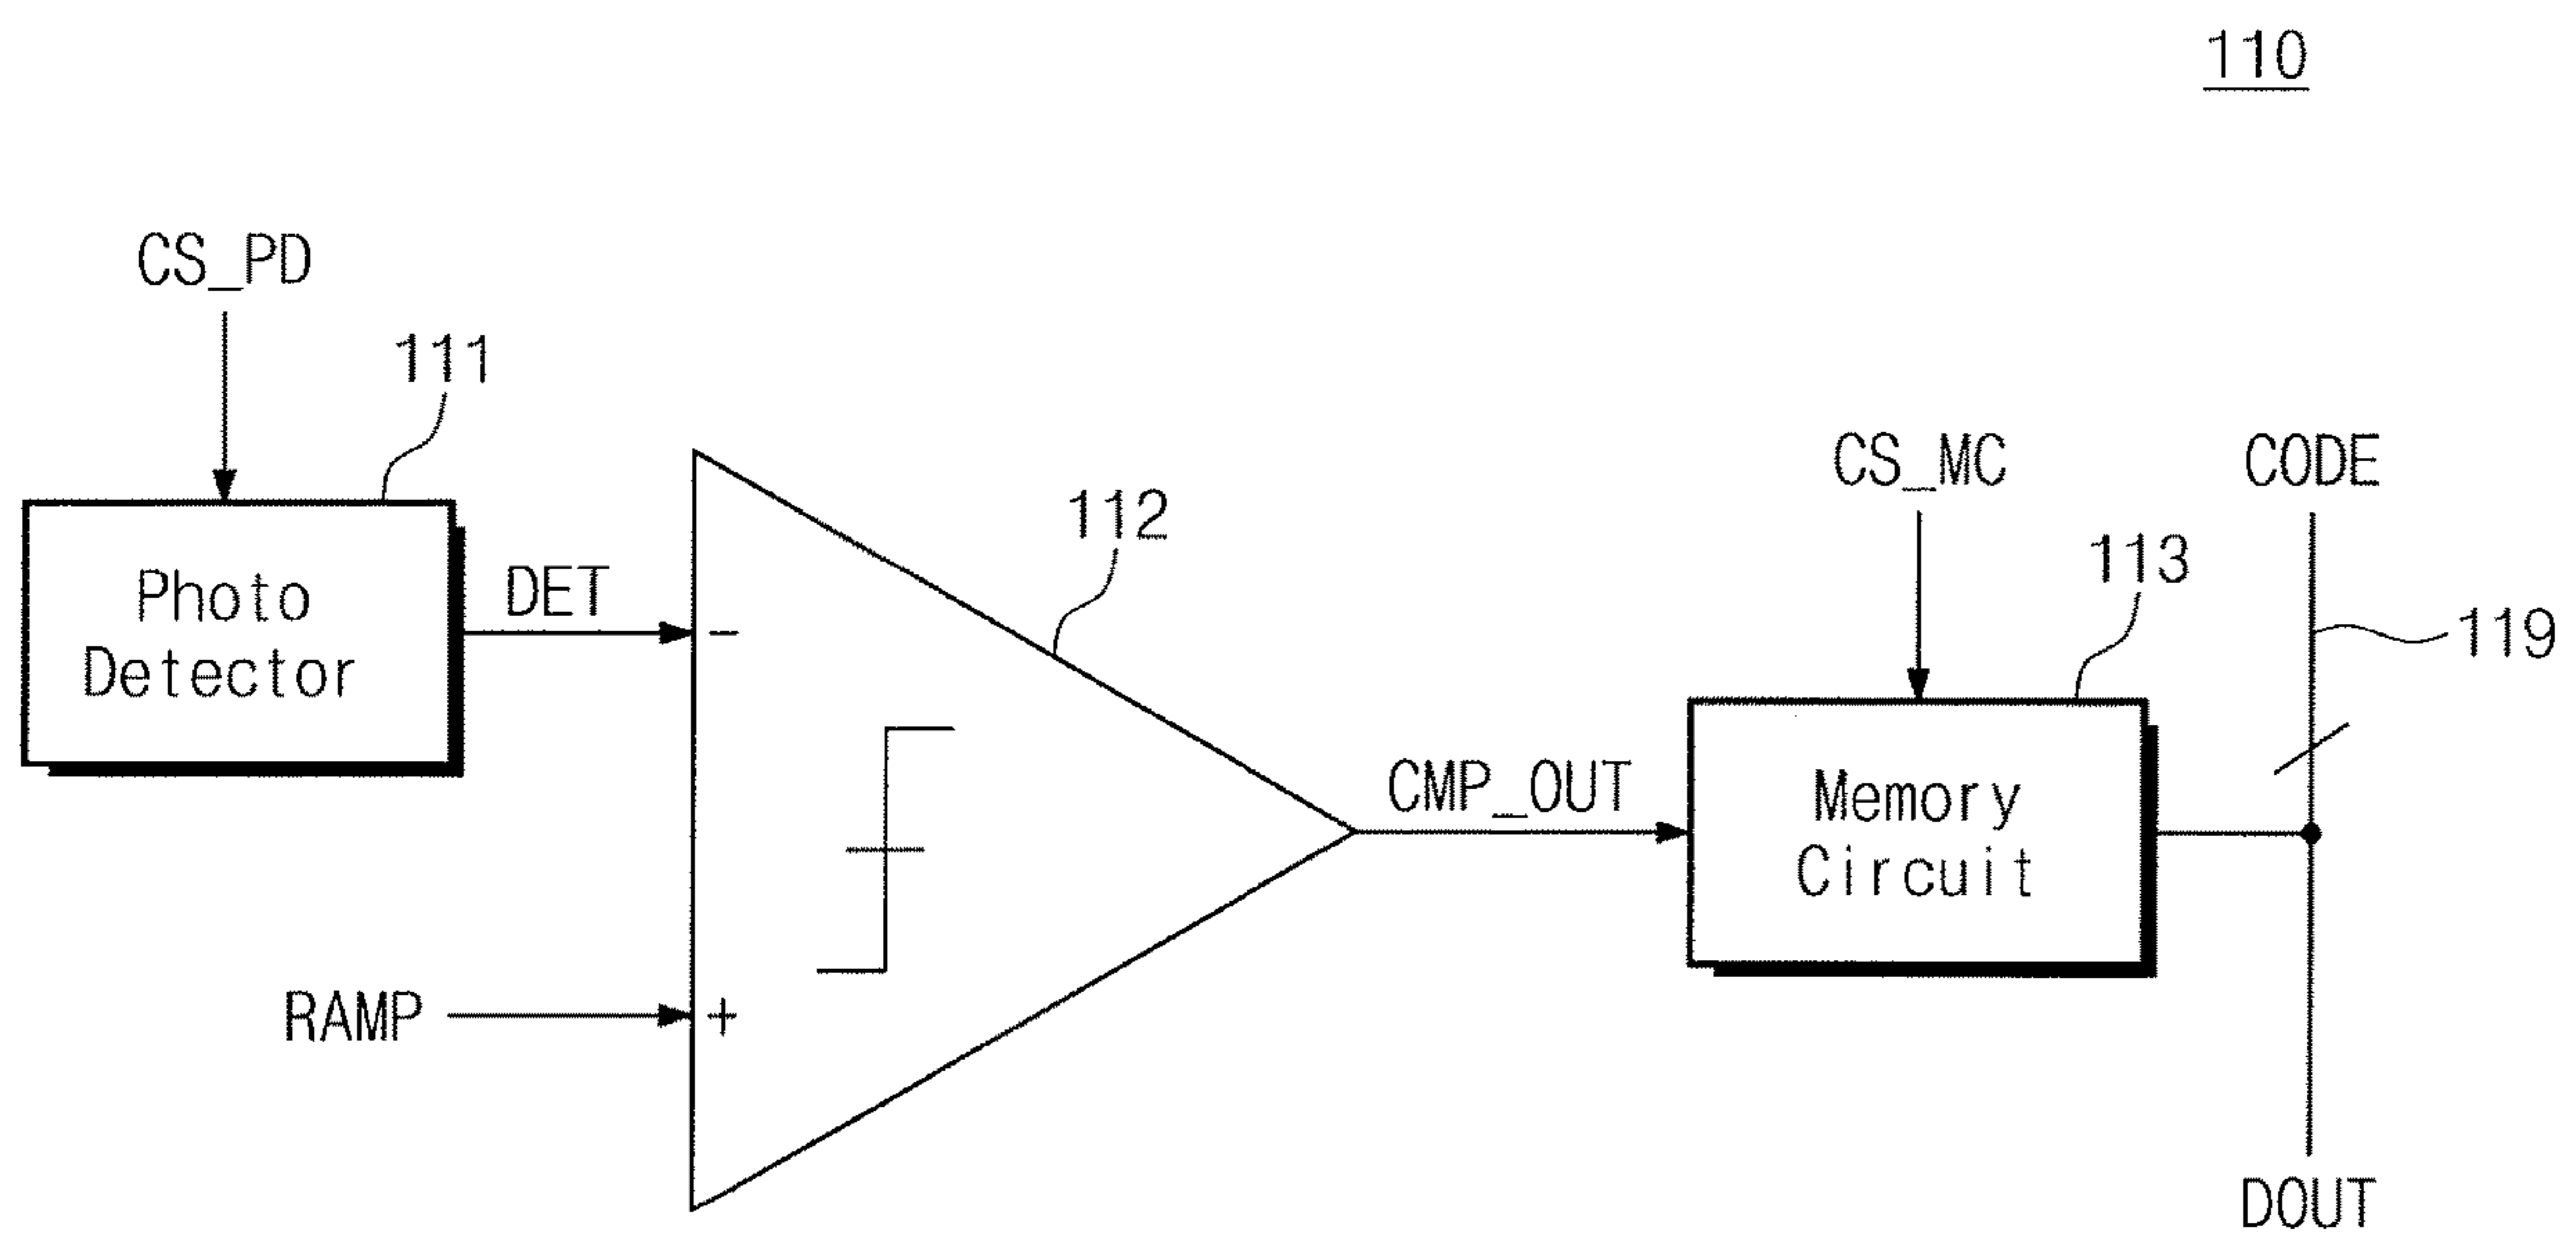 110
CS_PD
111
Photo
Detector
DET
-
RAMP
+
112
CMP_OUT
CS_MC
113
Memory
Circuit
CODE
119
DOUT